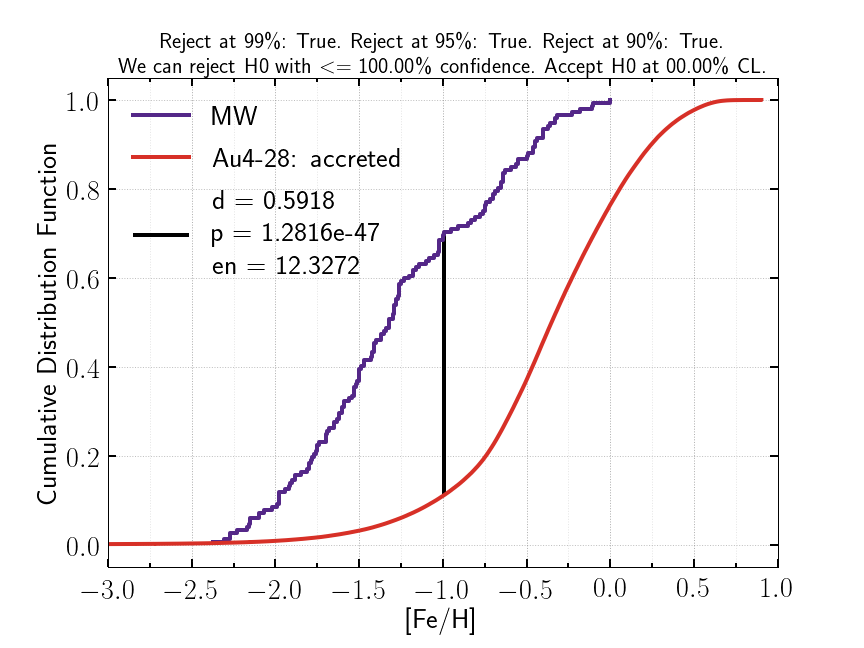 Reject at 99%: True. Reject at 95%: True. Reject at 90%: True.
We can reject H0 with <= 100.00% confidence. Accept H0 at 00.00% CL.
MW
Au4-28: accreted
d = 0.5918
p = 1.2816e-47
en = 12.3272
Cumulative Distribution Function
1.0
0.8
0.6
0.4
0.2
0.0
−3.0 −2.5 −2.0 −1.5 −1.0 −0.5 0.0 0.5 1.0
[Fe/H]